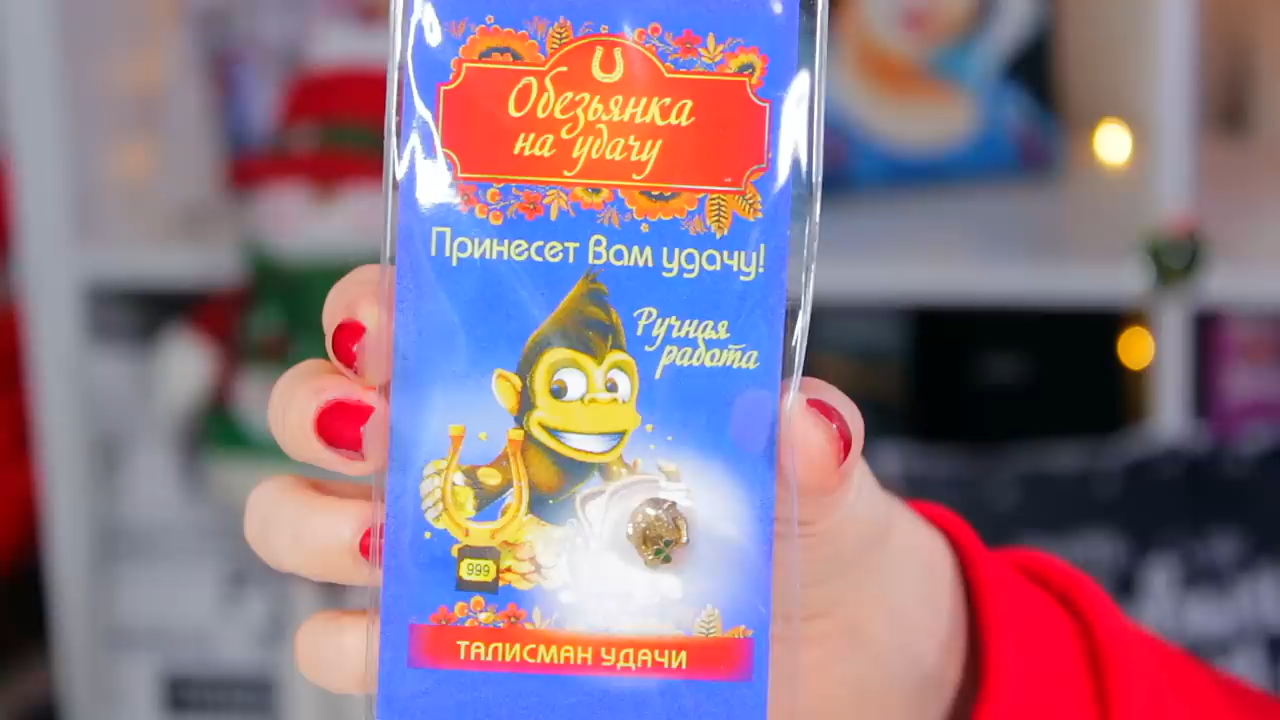 Обезьянка
на удачу
Принесет Вам удачу!
Ручная
работа
999
ТАЛИСМАН УДАЧИ